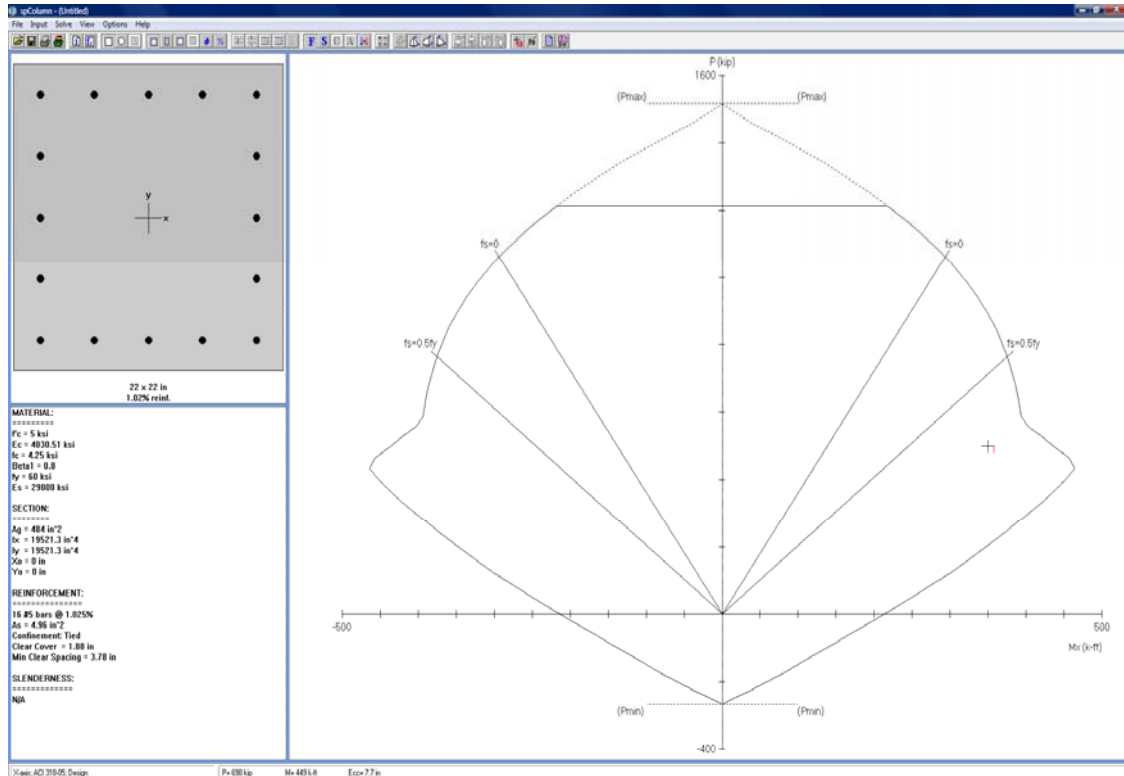 spColumn - (Untitled)
File Input Solve View Options Help
P (kip)
1600
(Pmax) (Pmax)
y
x
fs=0 fs=0
fs=0.5fy fs=0.5fy
22 x 22 in
1.02% reint.
MATERIAL:
=========
f'c = 5 ksi
Ec = 4030.51 ksi
fc = 4.25 ksi
Beta1 = 0.8
fy = 60 ksi
Es = 29000 ksi
SECTION:
========
Ag = 484 in^2
Ix = 19521.3 in^4
Iy = 19521.3 in^4
Xo = 0 in
Yo = 0 in
REINFORCEMENT:
===============
16 #5 bars @ 1.025%
As = 4.96 in^2
Confinement: Tied
Clear Cover = 1.88 in
Min Clear Spacing = 3.78 in
SLENDERNESS:
=============
N/A
1
-500 500
Mx (k-ft)
(Pmin) (Pmin)
-400
X-axis: ACI 318-05; Design P= 698 kip M= 449 k-ft Ecc= 7.7 in